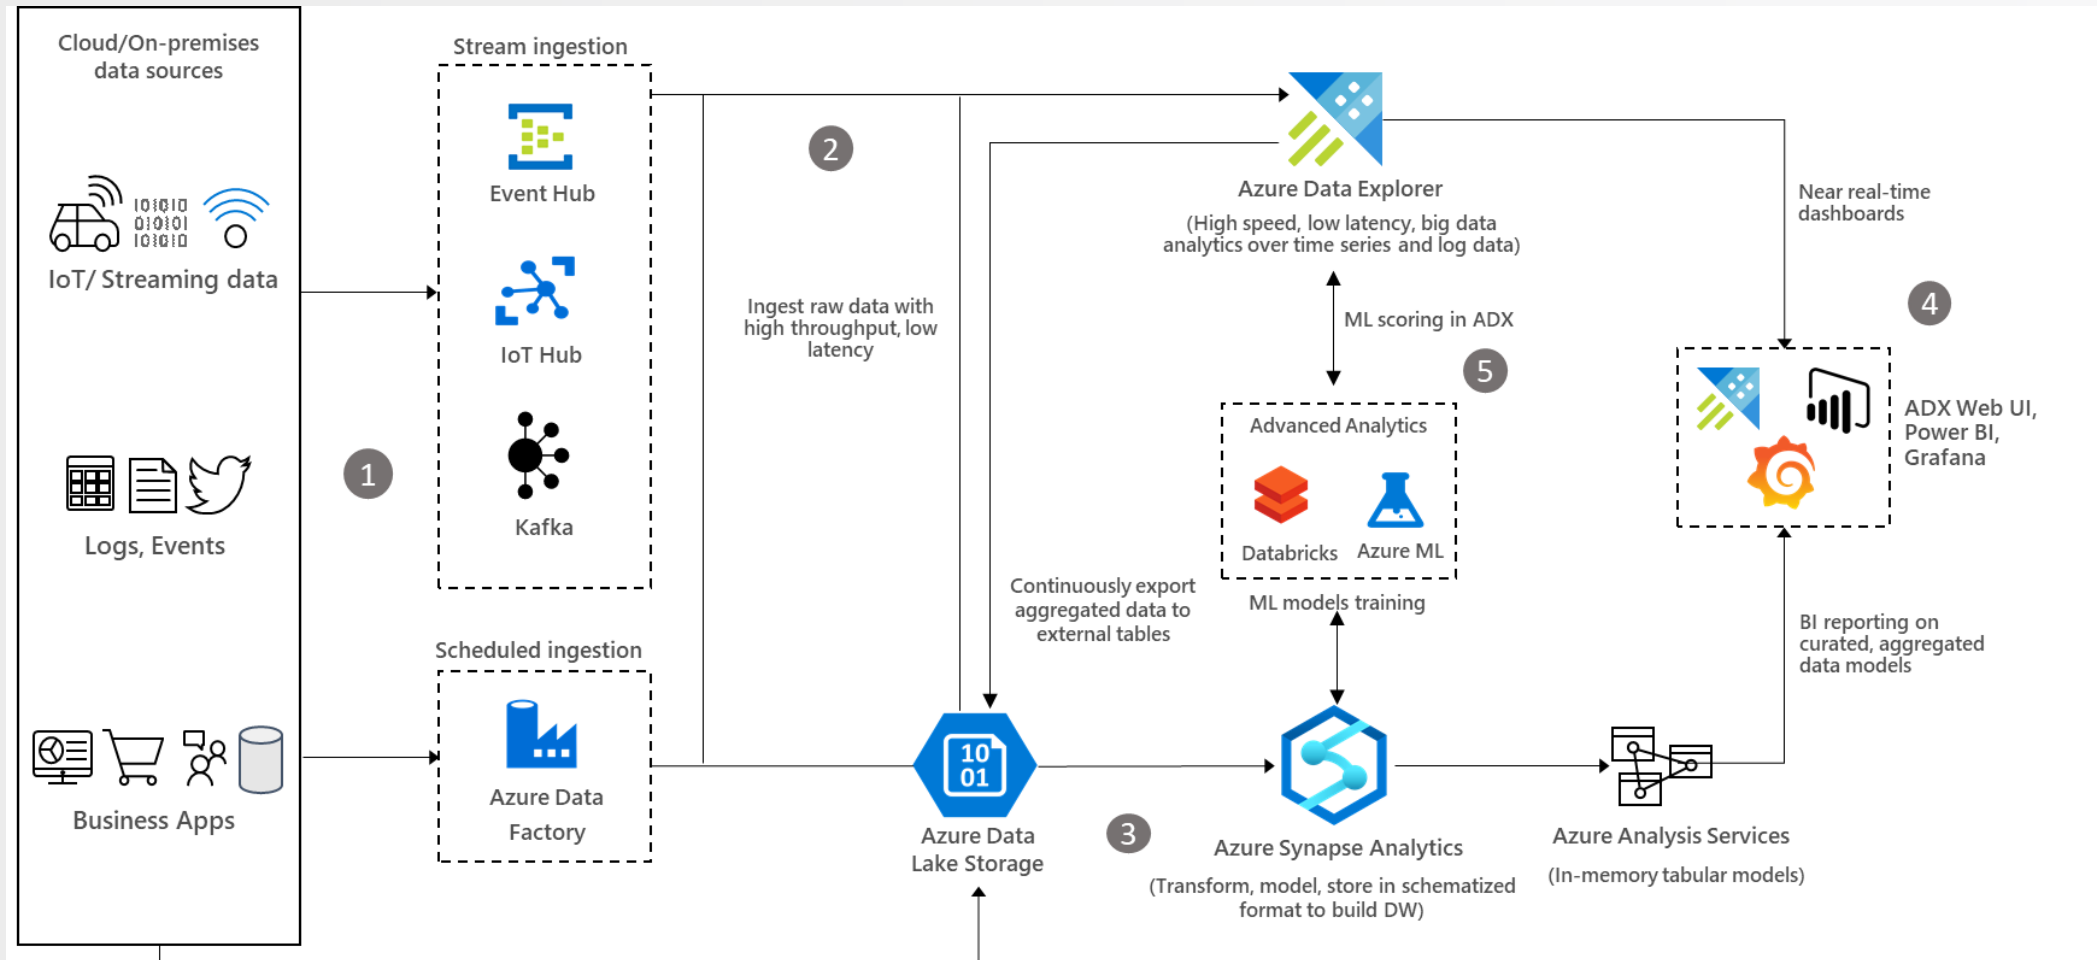 Cloud/On-premises
data sources
IoT/ Streaming data
Logs, Events
Business Apps
1
Stream ingestion
Event Hub
IoT Hub
Kafka
Scheduled ingestion
Azure Data
Factory
2
Ingest raw data with
high throughput, low
latency
Continuously export
aggregated data to
external tables
10
01
Azure Data
Lake Storage
3
Azure Data Explorer
(High speed, low latency, big data
analytics over time series and log data)
ML scoring in ADX
5
Advanced Analytics
Databricks
Azure ML
ML models training
Azure Synapse Analytics
(Transform, model, store in schematized
format to build DW)
Azure Analysis Services
(In-memory tabular models)
Near real-time
dashboards
4
ADX Web UI,
Power BI,
Grafana
BI reporting on
curated, aggregated
data models